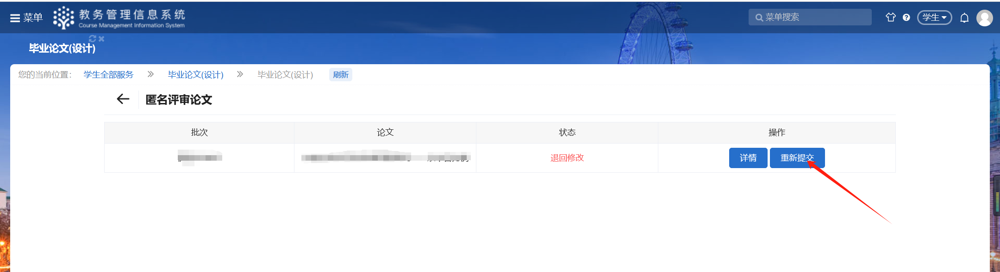 菜单
教务管理信息系统
Course Management Information System
菜单搜索
学生
毕业论文(设计)
您的当前位置： 学生全部服务 » 毕业论文(设计) » 毕业论文(设计) 刷新
匿名评审论文
批次 论文 状态 操作
退回修改 详情 重新提交